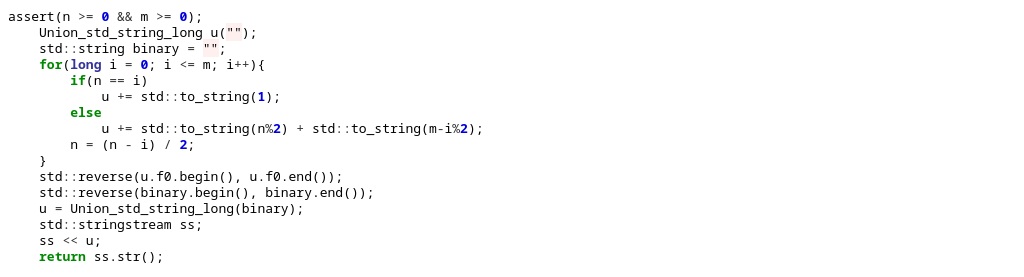 assert(n >= 0 && m >= 0);
    Union_std_string_long u("");
    std::string binary = "";
    for(long i = 0; i <= m; i++){
        if(n == i)
            u += std::to_string(1);
        else
            u += std::to_string(n%2) + std::to_string(m-i%2);
        n = (n - i) / 2;
    }
    std::reverse(u.f0.begin(), u.f0.end());
    std::reverse(binary.begin(), binary.end());
    u = Union_std_string_long(binary);
    std::stringstream ss;
    ss << u;
    return ss.str();